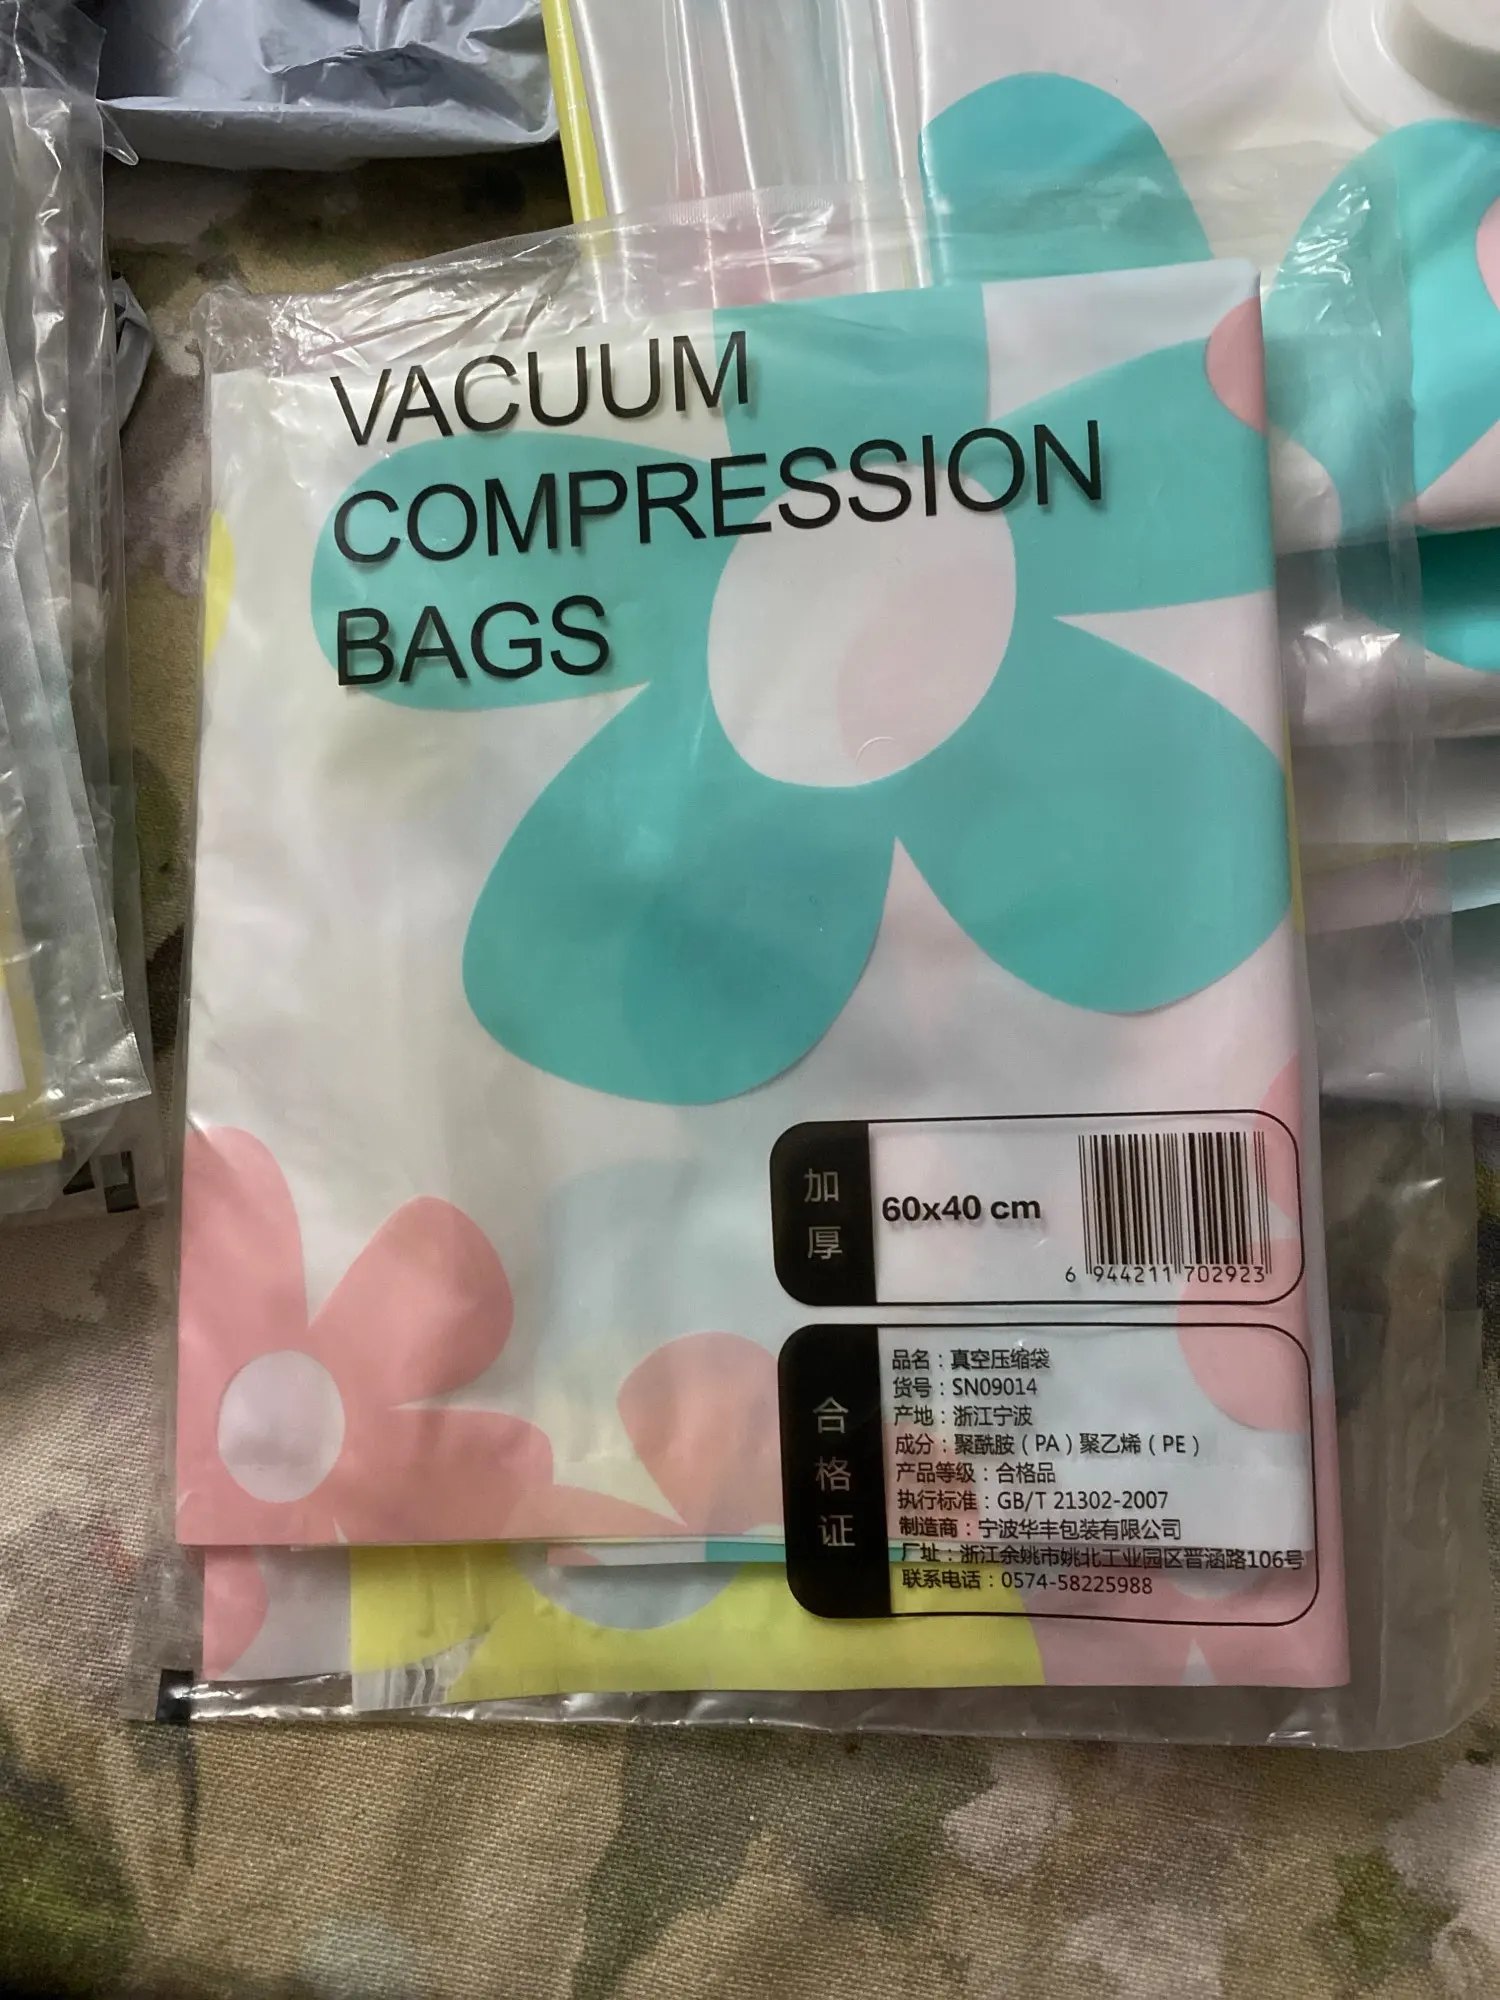 VACUUM
COMPRESSION
BAGS
加厚
60x40 cm
6 944211 702923
合格证
品名：真空压缩袋
货号：SN09014
产地：浙江宁波
成分：聚酰胺（PA）聚乙烯（PE）
产品等级：合格品
执行标准：GB/T 21302-2007
制造商：宁波华丰包装有限公司
厂址：浙江余姚市姚北工业园区晋涵路106号
联系电话：0574-58225988